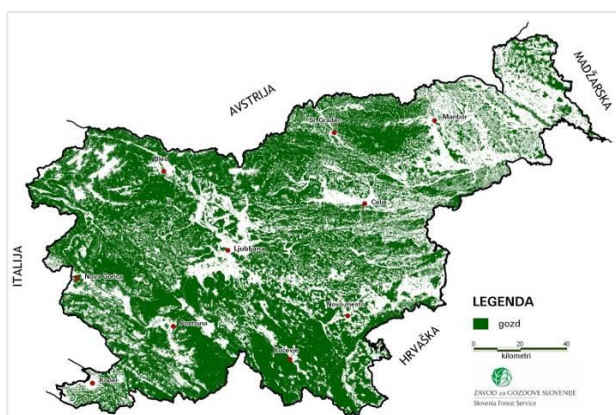 AVSTRIJA
MADŽARSKA
Sl. Gradec
Maribor
Bled
Celje
ITALIJA
Ljubljana
Nova Gorica
Novo mesto
Postojna
Kočevje
Koper
HRVAŠKA
LEGENDA
gozd
0 20 40
kilometri
ZAVOD za GOZDOVE SLOVENIJE
Slovenia Forest Service